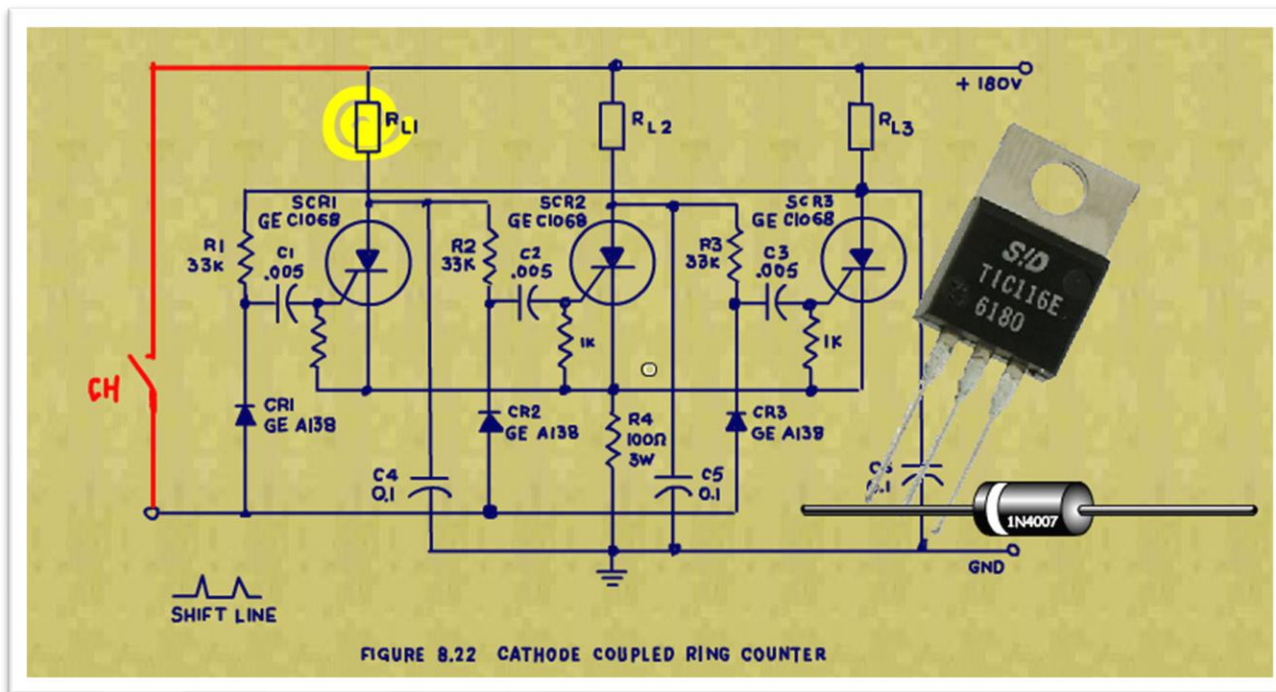 + 180V
RL1
RL2
RL3
SCR1
GE C106B
SCR2
GE C106B
SCR3
GE C106B
R1
33K
C1
.005
R2
33K
C2
.005
R3
33K
C3
.005
S!D
TIC116E
6180
1K
1K
CH
CR1
GE A13B
CR2
GE A13B
R4
100Ω
3W
CR3
GE A13B
C4
0.1
C5
0.1
0.1
1N4007
GND
SHIFT LINE
FIGURE 8.22 CATHODE COUPLED RING COUNTER